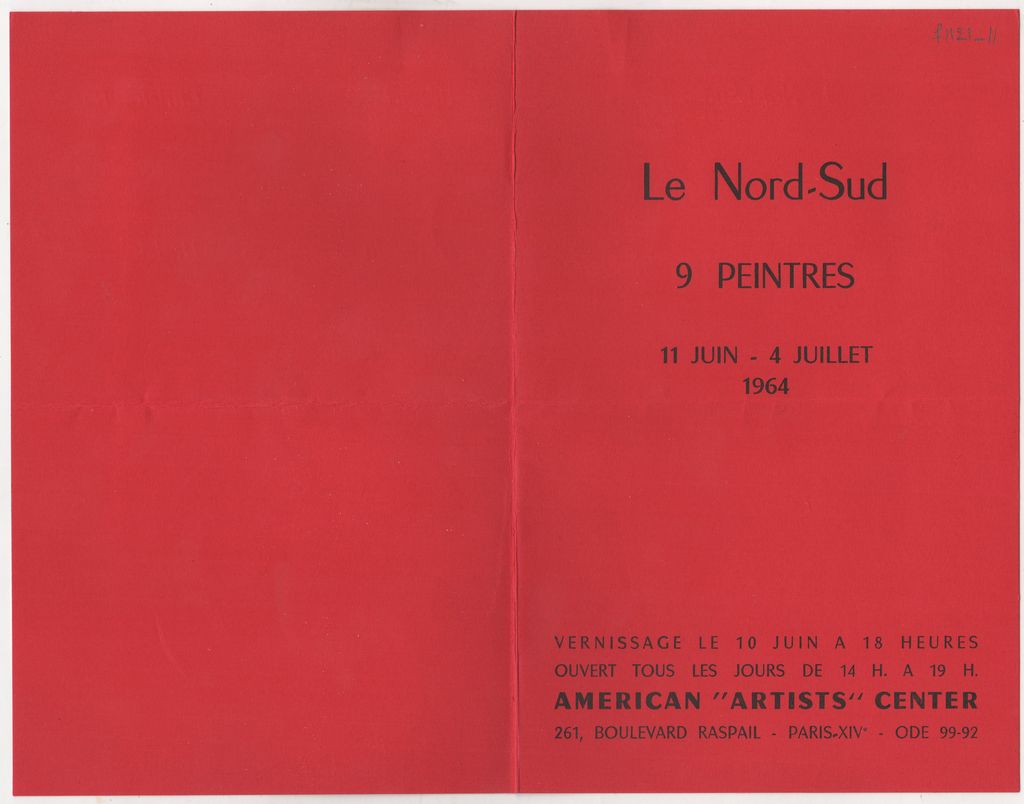 Le Nord-Sud
9 PEINTRES
11 JUIN - 4 JUILLET
1964
VERNISSAGE LE 10 JUIN A 18 HEURES
OUVERT TOUS LES JOURS DE 14 H. A 19 H.
AMERICAN "ARTISTS" CENTER
261, BOULEVARD RASPAIL - PARIS-XIVᵉ - ODE 99-92